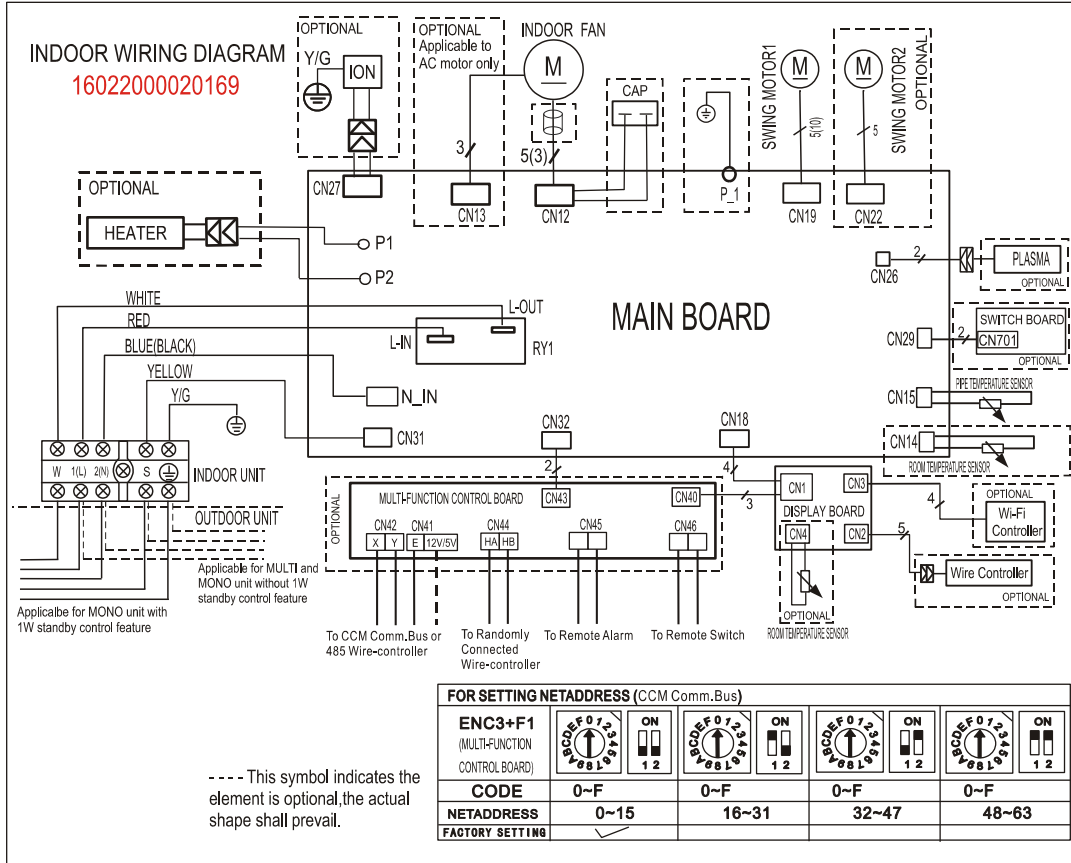 INDOOR WIRING DIAGRAM
16022000020169
OPTIONAL
Y/G
ION
CN27
OPTIONAL
Applicable to
AC motor only
3
CN13
INDOOR FAN
M
5(3)
CN12
CAP
P_1
SWING MOTOR1
M
5(10)
CN19
SWING MOTOR2
OPTIONAL
M
5
CN22
OPTIONAL
HEATER
P1
P2
MAIN BOARD
CN26
2
PLASMA
OPTIONAL
CN29
2
SWITCH BOARD
CN701
OPTIONAL
CN15
PIPE TEMPERATURE SENSOR
CN14
ROOM TEMPERATURE SENSOR
WHITE
RED
BLUE(BLACK)
YELLOW
Y/G
L-OUT
L-IN
RY1
N_IN
CN31
CN32
CN18
2
4
W 1(L) 2(N) S
INDOOR UNIT
OUTDOOR UNIT
Applicable for MULTI and
MONO unit without 1W
standby control feature
Applicalbe for MONO unit with
1W standby control feature
OPTIONAL
MULTI-FUNCTION CONTROL BOARD
CN43
CN40
3
CN42 CN41 CN44 CN45 CN46
X Y E 12V/5V HA HB
To CCM Comm.Bus or
485 Wire-controller
To Randomly
Connected
Wire-controller
To Remote Alarm
To Remote Switch
CN1
CN3
DISPLAY BOARD
CN4
CN2
OPTIONAL
ROOM TEMPERATURE SENSOR
4
OPTIONAL
Wi-Fi
Controller
5
Wire Controller
OPTIONAL
---- This symbol indicates the
element is optional,the actual
shape shall prevail.
FOR SETTING NETADDRESS (CCM Comm.Bus)
ENC3+F1
(MULTI-FUNCTION
CONTROL BOARD)
0123456789ABCDEF
ON
1 2
0123456789ABCDEF
ON
1 2
0123456789ABCDEF
ON
1 2
0123456789ABCDEF
ON
1 2
CODE 0~F 0~F 0~F 0~F
NETADDRESS 0~15 16~31 32~47 48~63
FACTORY SETTING